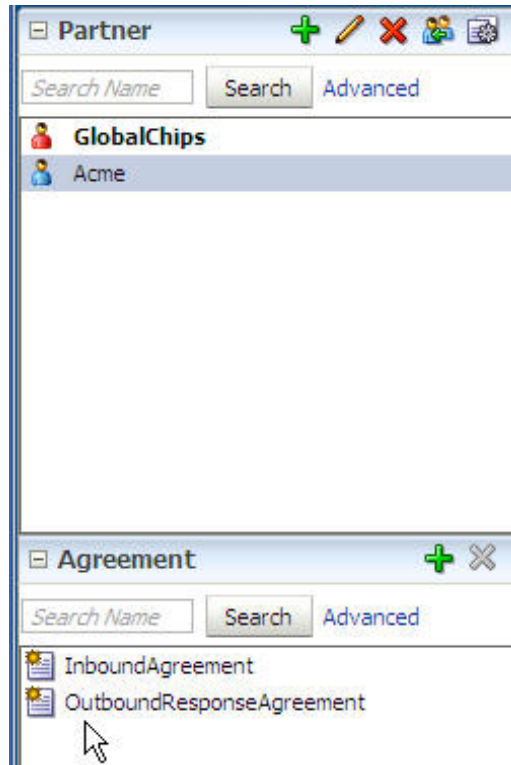 Partner
Search Name Search Advanced
GlobalChips
Acme
Agreement
Search Name Search Advanced
InboundAgreement
OutboundResponseAgreement